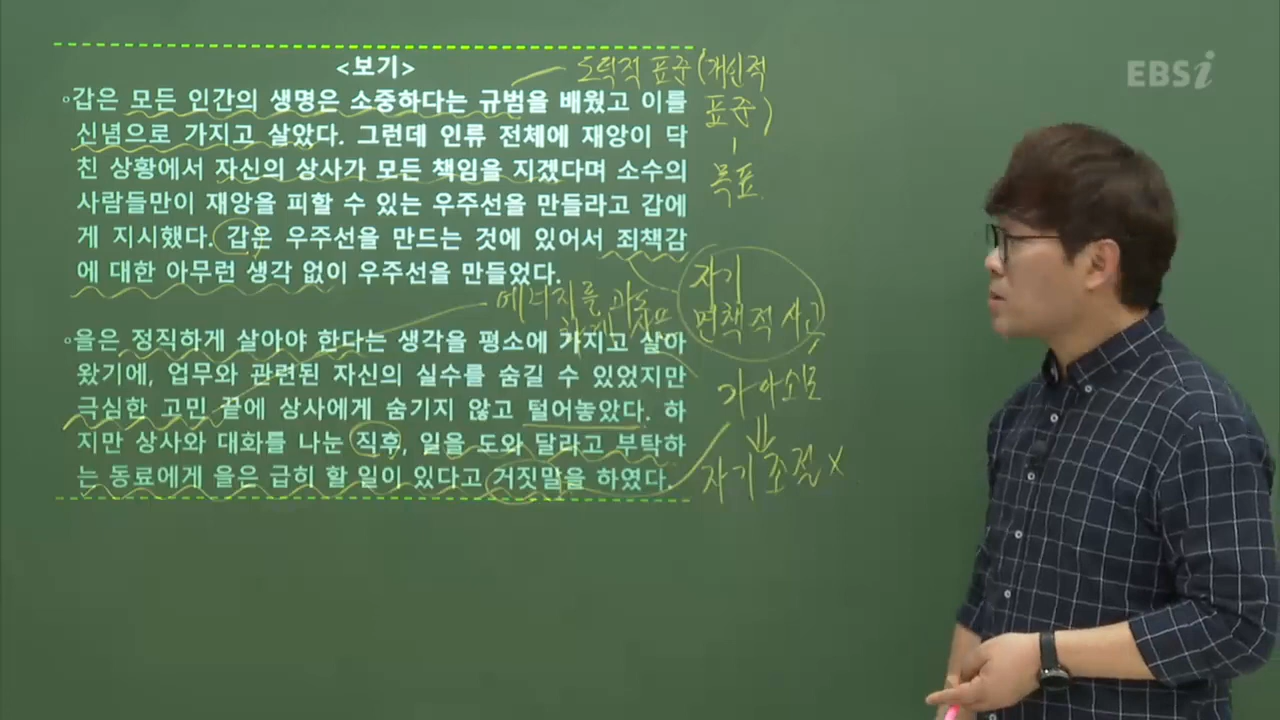 EBSi
<보기>
◦갑은 모든 인간의 생명은 소중하다는 규범을 배웠고 이를
신념으로 가지고 살았다. 그런데 인류 전체에 재앙이 닥
친 상황에서 자신의 상사가 모든 책임을 지겠다며 소수의
사람들만이 재앙을 피할 수 있는 우주선을 만들라고 갑에
게 지시했다. 갑은 우주선을 만드는 것에 있어서 죄책감
에 대한 아무런 생각 없이 우주선을 만들었다.
◦을은 정직하게 살아야 한다는 생각을 평소에 가지고 살아
왔기에, 업무와 관련된 자신의 실수를 숨길 수 있었지만
극심한 고민 끝에 상사에게 숨기지 않고 털어놓았다. 하
지만 상사와 대화를 나눈 직후, 일을 도와 달라고 부탁하
는 동료에게 을은 급히 할 일이 있다고 거짓말을 하였다.
도덕적 표준 (개인적
표준)
목표
자기
면책적 사고
에너지를 과도
하게
자아 소모
자기 조절 X